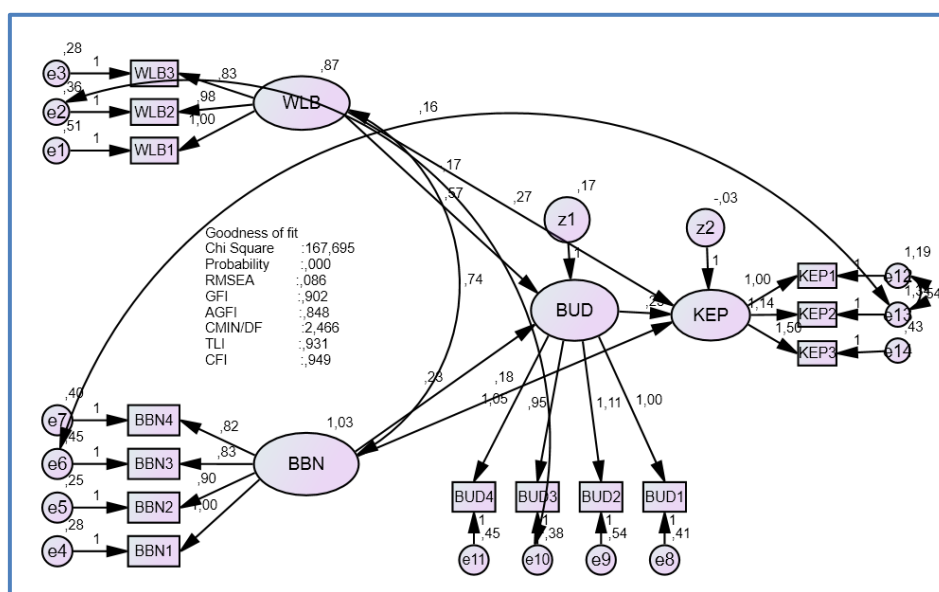 ,28
e3
1
WLB3
,83
,87
WLB
,36
e2
1
WLB2
,98
,51
e1
1
WLB1
1,00
,16
,17
,57
,27
,17
z1
1
-,03
z2
1
Goodness of fit
Chi Square :167,695
Probability :,000
RMSEA :,086
GFI :,902
AGFI :,848
CMIN/DF :2,466
TLI :,931
CFI :,949
,74
BUD
KEP
1,00
KEP1
1
1,19
e12
1,14
KEP2
1
e13
,54
1,50
KEP3
1
,43
e14
,23
,18
1,05
,95
1,11
1,00
,40
e7
1
BBN4
,82
1,03
BBN
,45
e6
1
BBN3
,83
,25
e5
1
BBN2
,90
,28
e4
1
BBN1
1,00
BUD4
BUD3
BUD2
BUD1
1
,45
1
,38
1
,54
1
,41
e11
e10
e9
e8